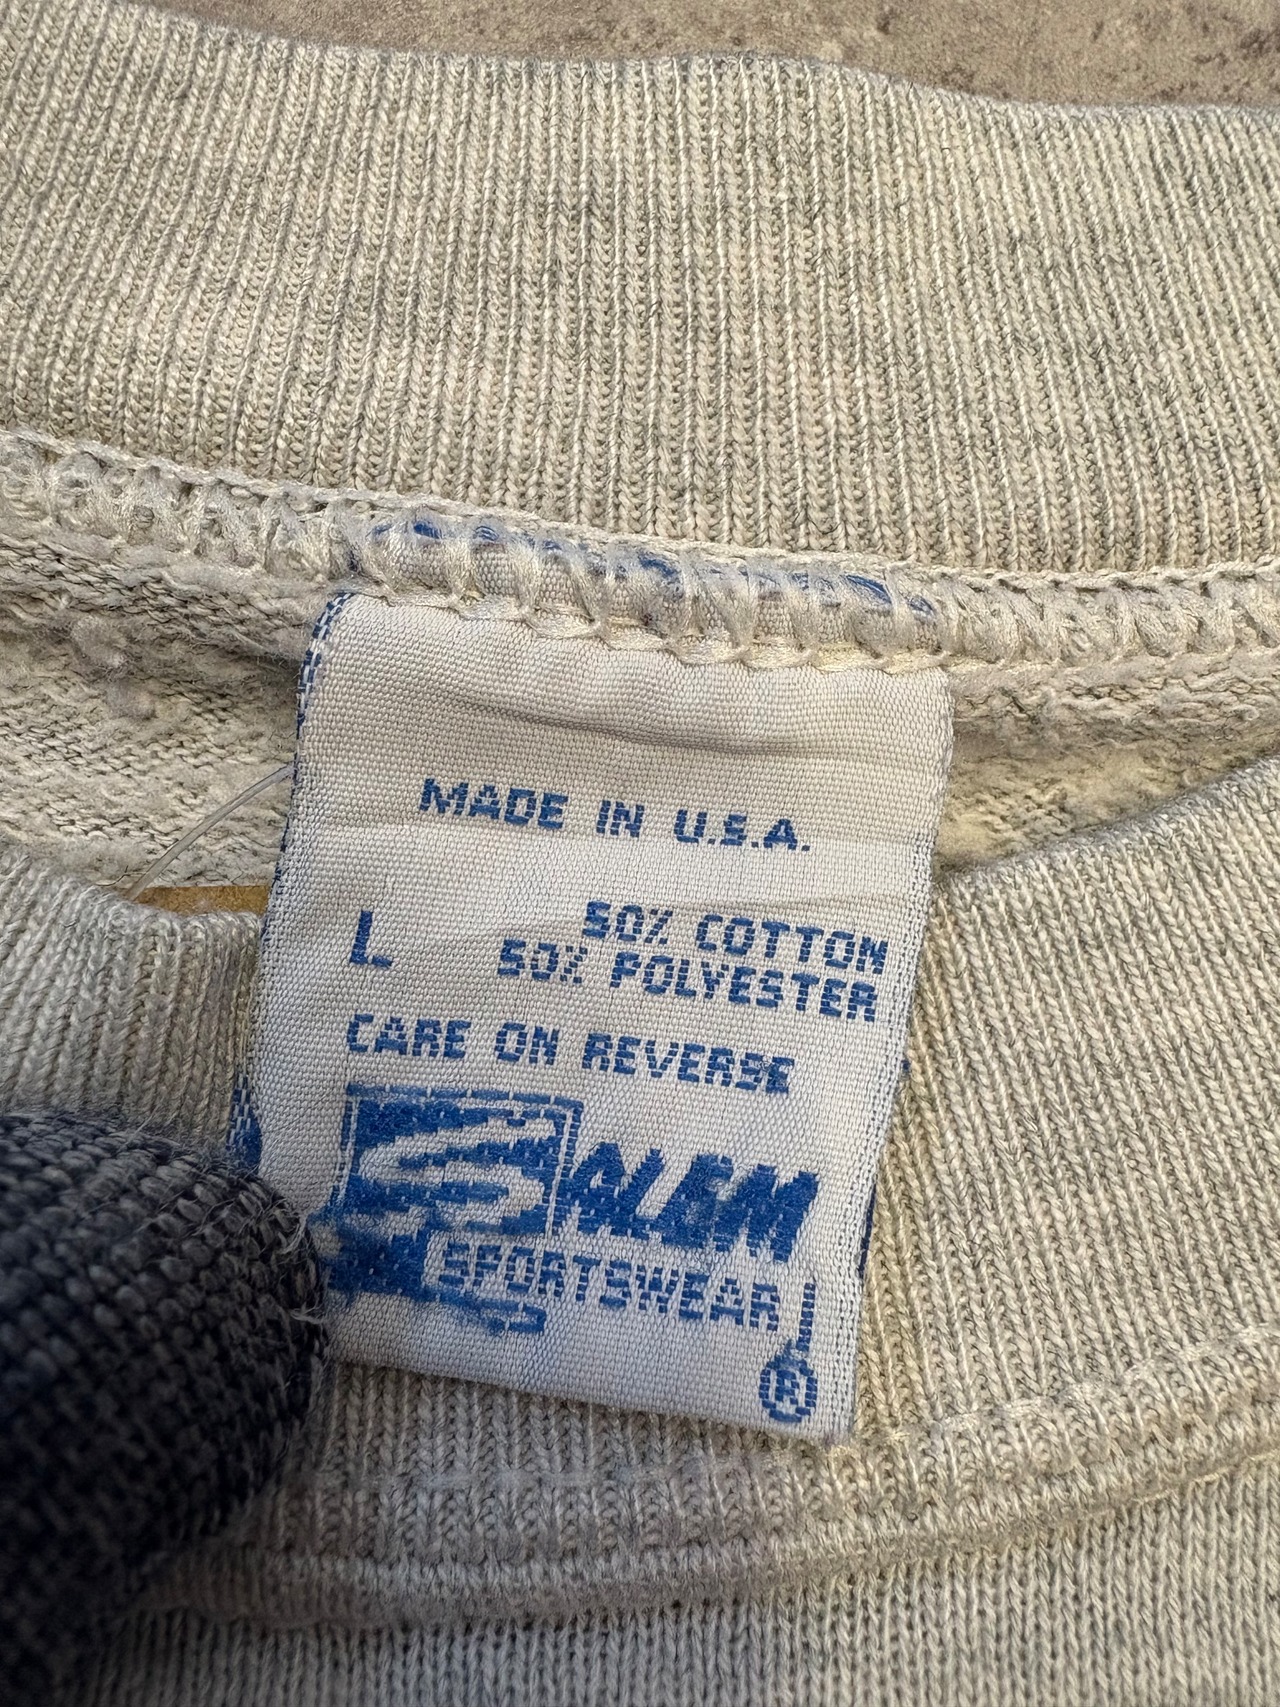 MADE IN U.S.A.
L
50% COTTON
50% POLYESTER
CARE ON REVERSE
SALEM
SPORTSWEAR
®